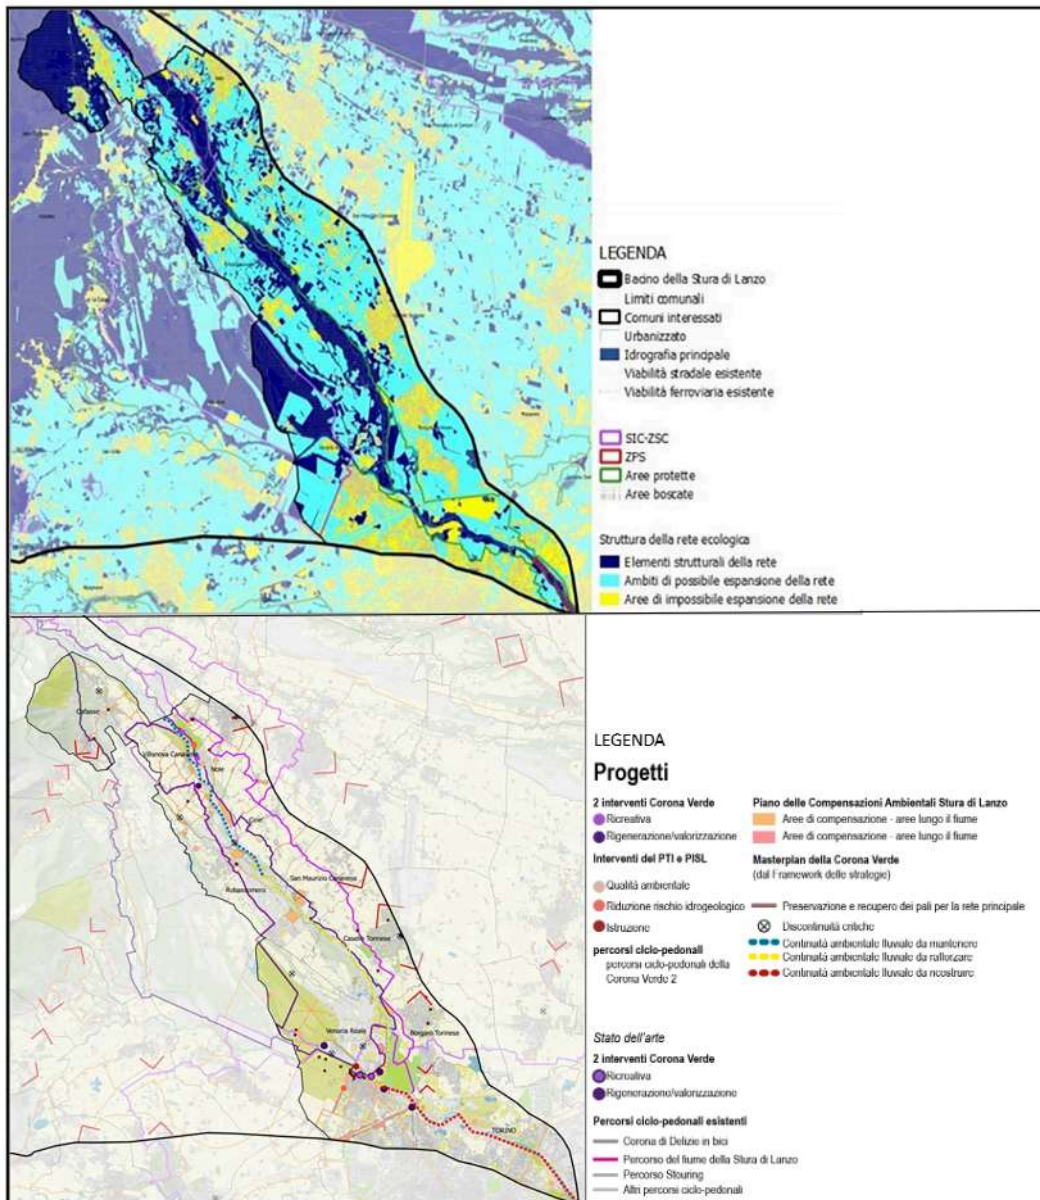 LEGENDA
Bacino della Stura di Lanzo
Limiti comunali
Comuni interessati
Urbanizzato
Idrografia principale
Viabilità stradale esistente
Viabilità ferroviaria esistente
SIC-ZSC
ZPS
Aree protette
Aree boscate
Struttura della rete ecologica
Elementi strutturali della rete
Ambiti di possibile espansione della rete
Aree di impossibile espansione della rete
Cafasse
Villanova Canavese
Nole
Ciriè
San Maurizio Canavese
Robassomero
Caselle Torinese
Venaria Reale
Borgaro Torinese
TORINO
LEGENDA
Progetti
2 interventi Corona Verde
Ricreativa
Rigenerazione/valorizzazione
Interventi del PTI e PISL
Qualità ambientale
Riduzione rischio idrogeologico
Istruzione
percorsi ciclo-pedonali
percorsi ciclo-pedonali della
Corona Verde 2
Piano delle Compensazioni Ambientali Stura di Lanzo
Aree di compensazione - aree lungo il fiume
Aree di compensazione - aree lungo il fiume
Masterplan della Corona Verde
(dal Framework delle strategie)
Preservazione e recupero dei pali per la rete principale
Discontinuità critiche
Continuità ambientale fluviale da mantenere
Continuità ambientale fluviale da rafforzare
Continuità ambientale fluviale da ricostruire
Stato dell'arte
2 interventi Corona Verde
Ricreativa
Rigenerazione/valorizzazione
Percorsi ciclo-pedonali esistenti
Corona di Delizie in bici
Percorso del fiume della Stura di Lanzo
Percorso Stouring
Altri percorsi ciclo-pedonali